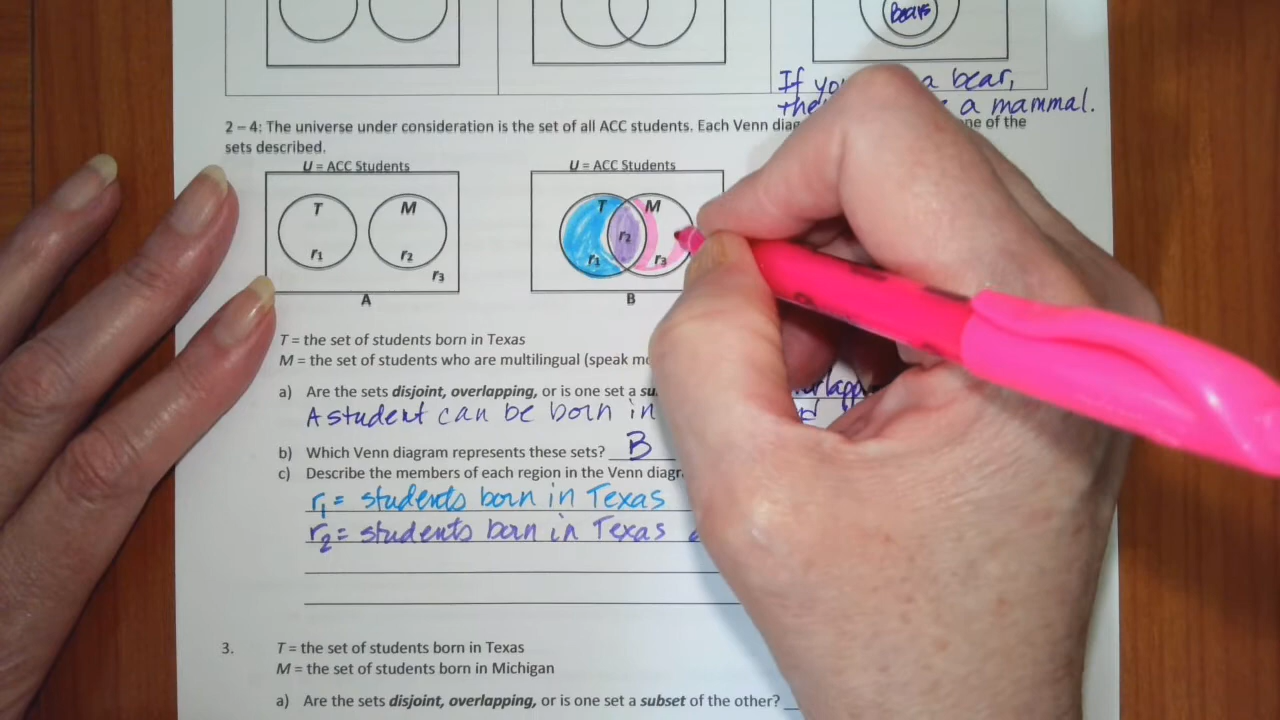 Bears
If yo a bear,
the a mammal.
2 – 4: The universe under consideration is the set of all ACC students. Each Venn diag ne of the
sets described.
U = ACC Students U = ACC Students
T M T M
r1 r2 r1 r2 r3
r3
A B
T = the set of students born in Texas
M = the set of students who are multilingual (speak
a) Are the sets disjoint, overlapping, or is one set a su
A student can be born in
b) Which Venn diagram represents these sets? B
c) Describe the members of each region in the Venn diagr
r1 = students born in Texas
r2 = students born in Texas
3. T = the set of students born in Texas
M = the set of students born in Michigan
a) Are the sets disjoint, overlapping, or is one set a subset of the other?